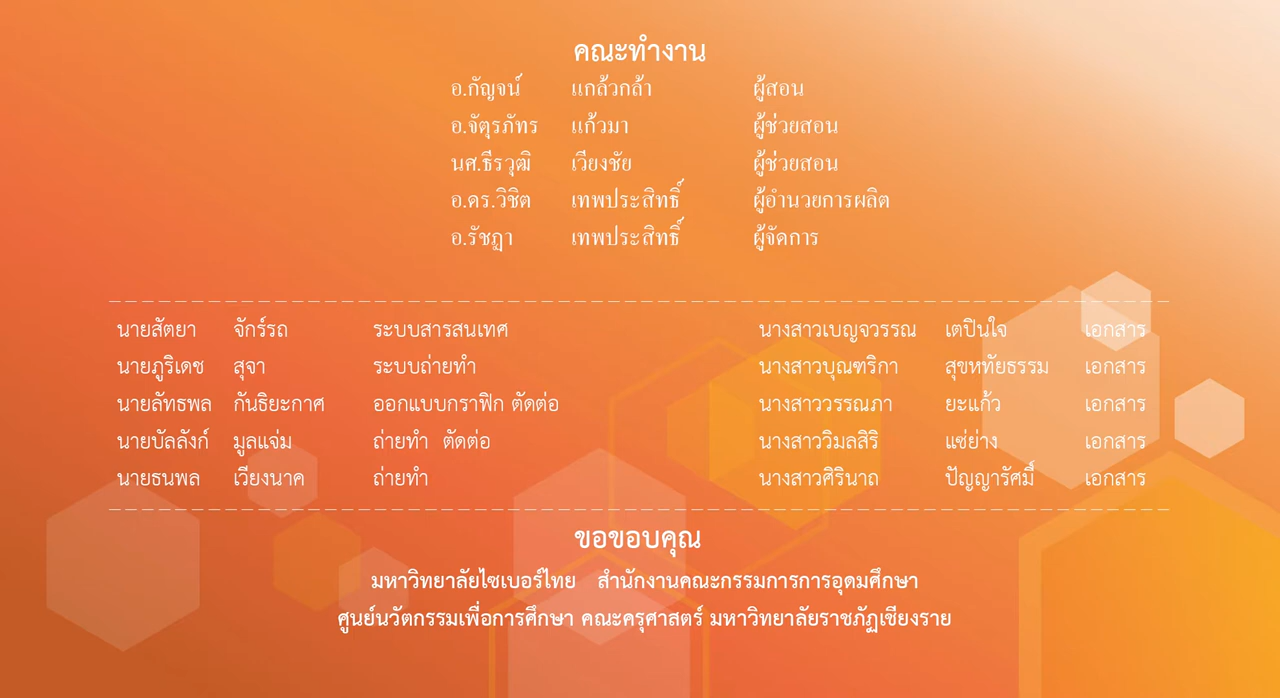 คณะทำงาน
อ.กัญจน์ แกล้วกล้า ผู้สอน
อ.จัตุรภัทร แก้วมา ผู้ช่วยสอน
นศ.ธีรวุฒิ เวียงชัย ผู้ช่วยสอน
อ.ดร.วิชิต เทพประสิทธิ์ ผู้อำนวยการผลิต
อ.รัชฎา เทพประสิทธิ์ ผู้จัดการ
นายสัตยา จักร์รถ ระบบสารสนเทศ นางสาวเบญจวรรณ เตปินใจ เอกสาร
นายภูริเดช สุจา ระบบถ่ายทำ นางสาวบุณฑริกา สุขหทัยธรรม เอกสาร
นายลัทธพล กันธิยะกาศ ออกแบบกราฟิก ตัดต่อ นางสาววรรณภา ยะแก้ว เอกสาร
นายบัลลังก์ มูลแจ่ม ถ่ายทำ ตัดต่อ นางสาววิมลสิริ แซ่ย่าง เอกสาร
นายธนพล เวียงนาค ถ่ายทำ นางสาวศิรินาถ ปัญญารัศมี์ เอกสาร
ขอขอบคุณ
มหาวิทยาลัยไซเบอร์ไทย สำนักงานคณะกรรมการการอุดมศึกษา
ศูนย์นวัตกรรมเพื่อการศึกษา คณะครุศาสตร์ มหาวิทยาลัยราชภัฏเชียงราย